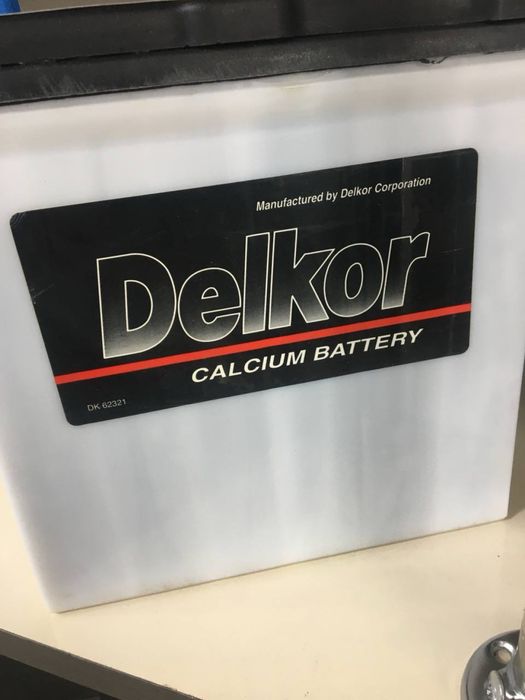 Manufactured by Delkor Corporation
Delkor
CALCIUM BATTERY
DK 62321